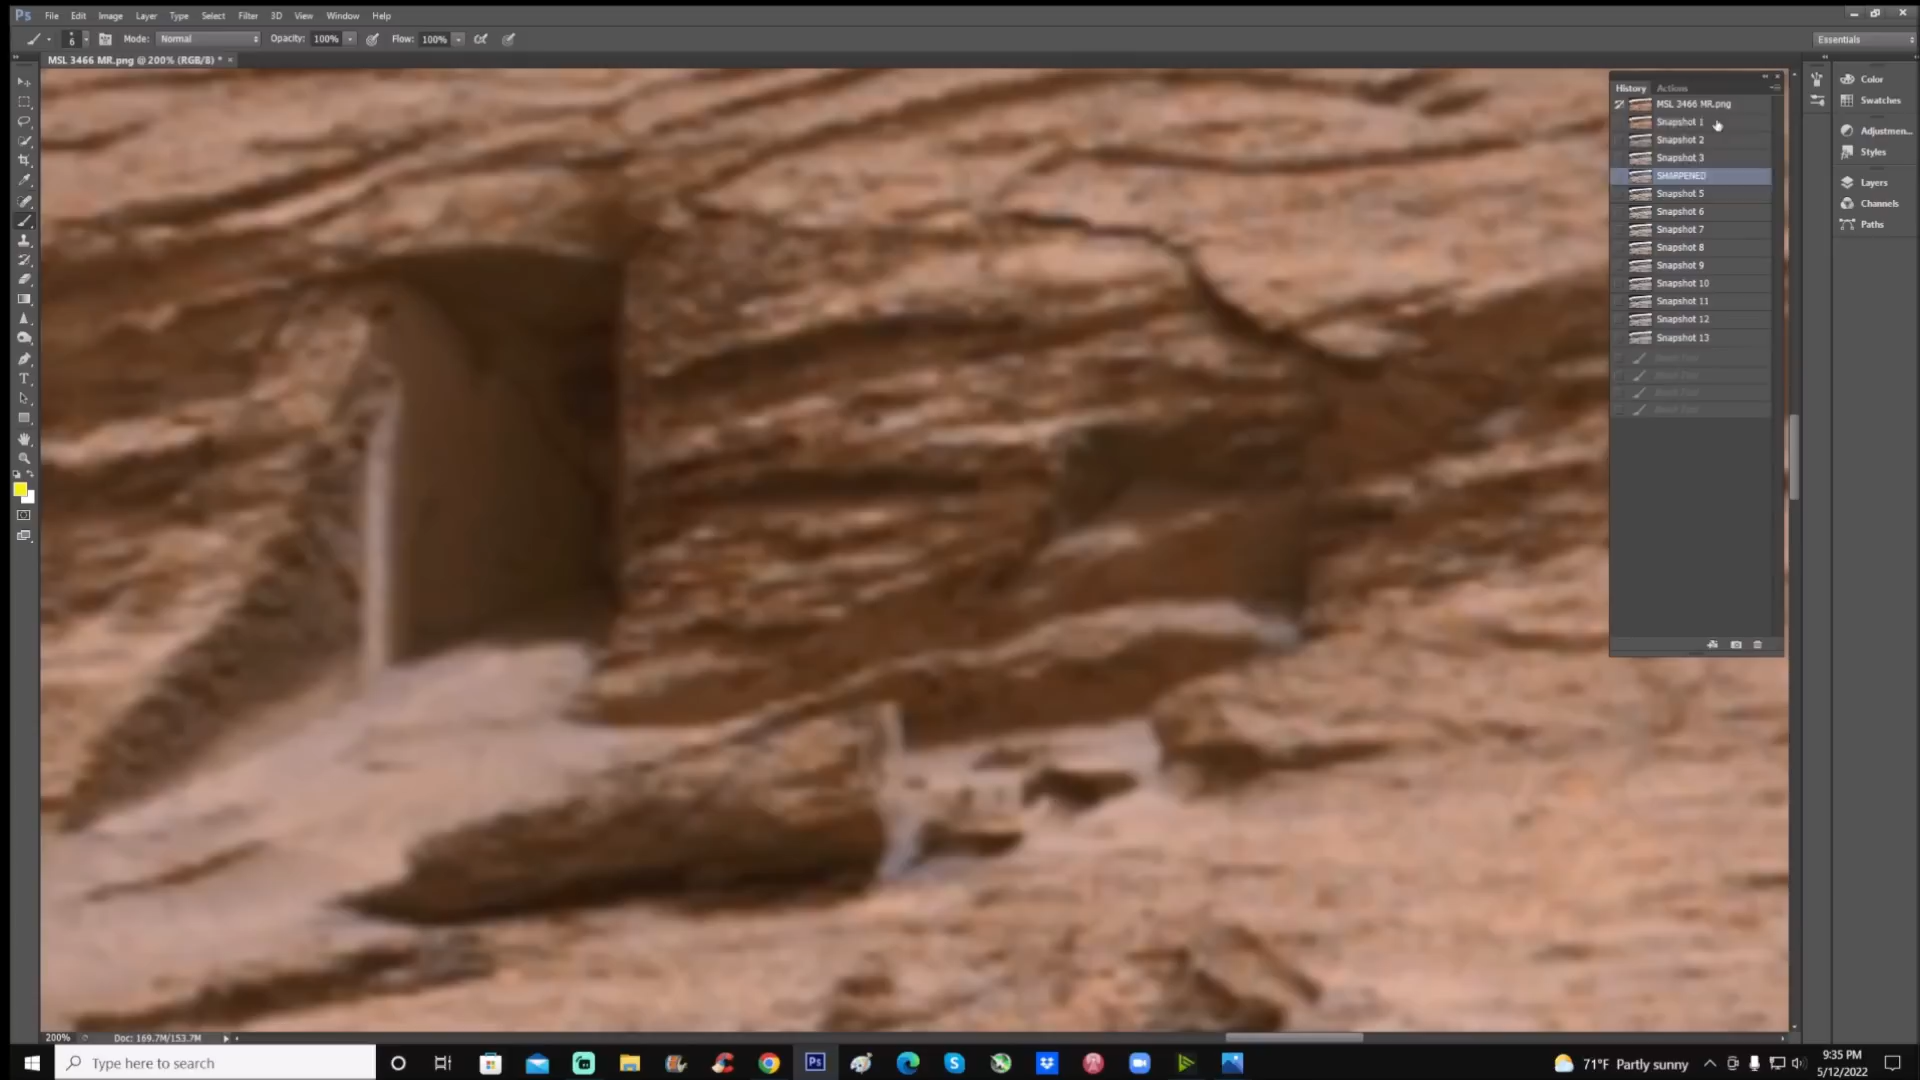 Ps File Edit Image Layer Type Select Filter 3D View Window Help
6 Mode: Normal Opacity: 100% Flow: 100% Essentials
MSL 3466 MR.png @ 200% (RGB/8) * ×
History Actions
MSL 3466 MR.png
Snapshot 1
Snapshot 2
Snapshot 3
SHARPENED
Snapshot 5
Snapshot 6
Snapshot 7
Snapshot 8
Snapshot 9
Snapshot 10
Snapshot 11
Snapshot 12
Snapshot 13
Color
Swatches
Adjustmen...
Styles
Layers
Channels
Paths
200% Doc: 169.7M/153.7M
Type here to search
71°F Partly sunny
9:35 PM
5/12/2022